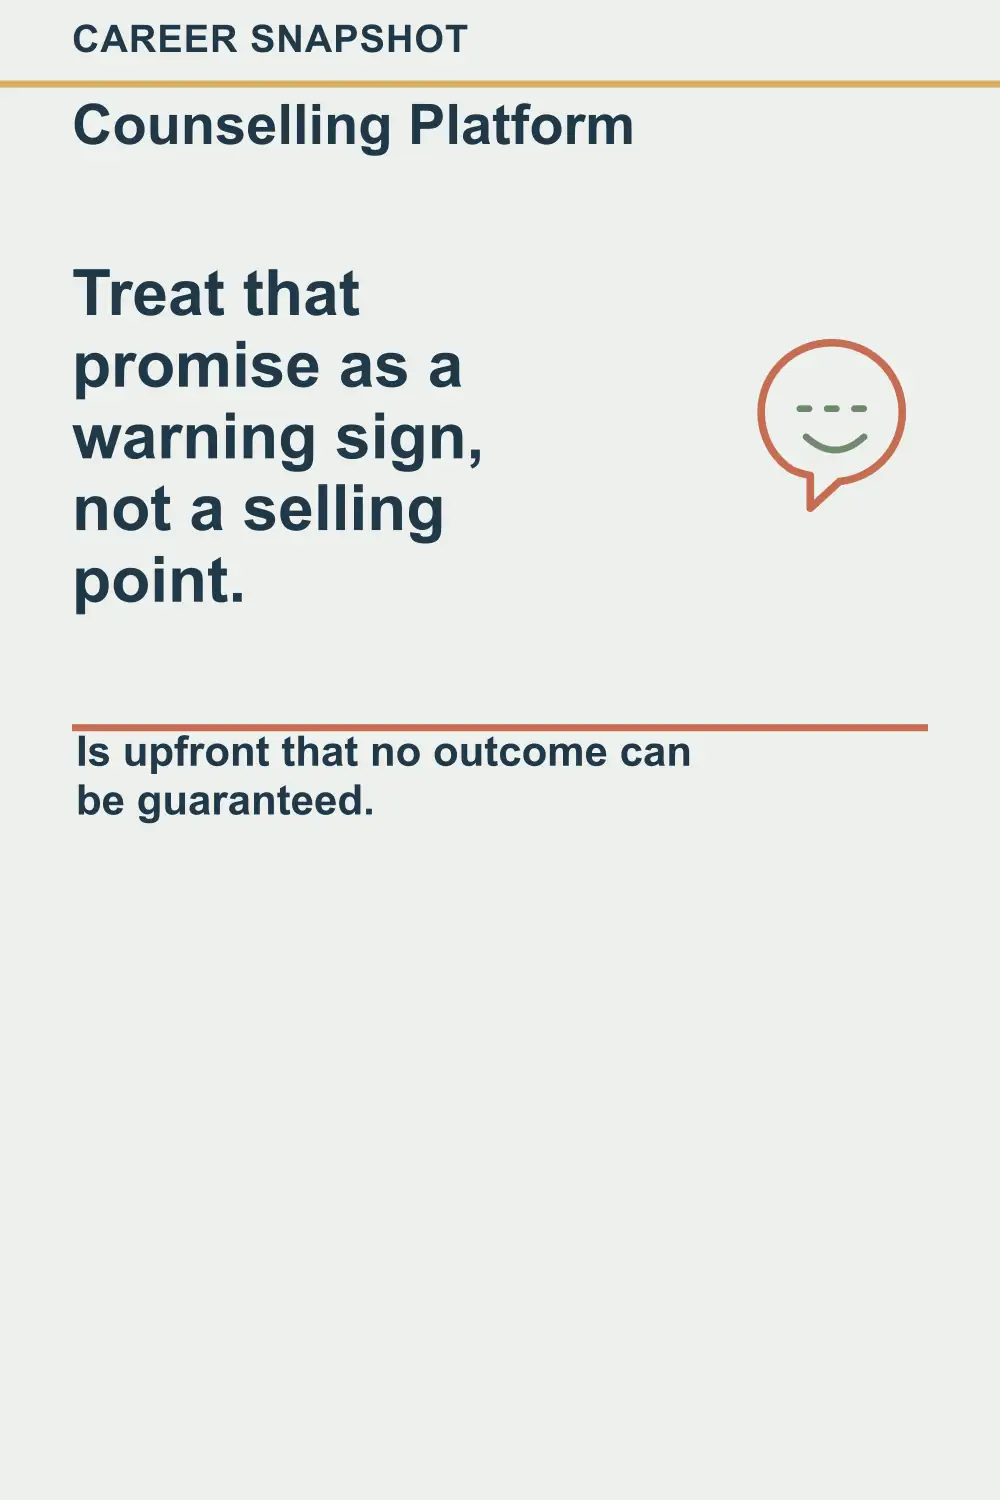 CAREER SNAPSHOT
Counselling Platform
Treat that
promise as a
warning sign,
not a selling
point.
Is upfront that no outcome can
be guaranteed.